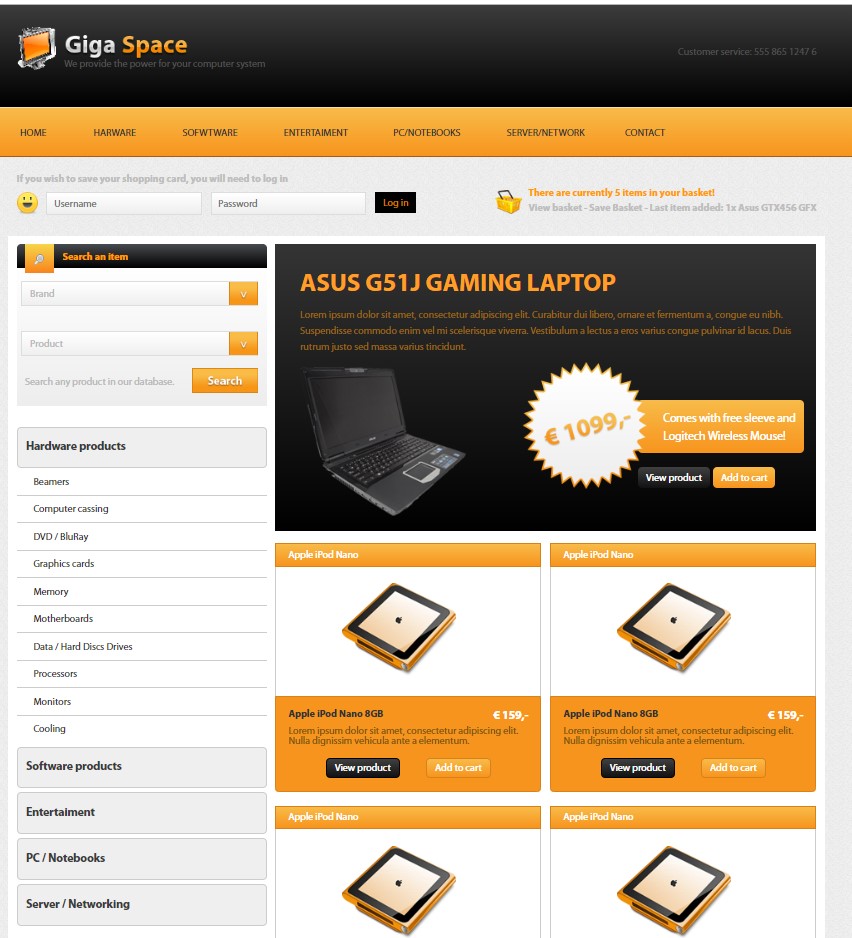 Giga Space
We provide the power for your computer system
Customer service: 555 865 1247 6
HOME HARWARE SOFWTWARE ENTERTAIMENT PC/NOTEBOOKS SERVER/NETWORK CONTACT
If you wish to save your shopping card, you will need to log in
Username Password Log in
There are currently 5 items in your basket!
View basket - Save Basket - Last item added: 1x Asus GTX456 GFX
Search an item
Brand V
Product V
Search any product in our database. Search
Hardware products
Beamers
Computer cassing
DVD / BluRay
Graphics cards
Memory
Motherboards
Data / Hard Discs Drives
Processors
Monitors
Cooling
Software products
Entertaiment
PC / Notebooks
Server / Networking
ASUS G51J GAMING LAPTOP
Lorem ipsum dolor sit amet, consectetur adipiscing elit. Curabitur dui libero, ornare et fermentum a, congue eu nibh.
Suspendisse commodo enim vel mi scelerisque viverra. Vestibulum a lectus a eros varius congue pulvinar id lacus. Duis
rutrum justo sed massa varius tincidunt.
€ 1099,-
Comes with free sleeve and
Logitech Wireless Mouse!
View product Add to cart
Apple iPod Nano
Apple iPod Nano 8GB € 159,-
Lorem ipsum dolor sit amet, consectetur adipiscing elit.
Nulla dignissim vehicula ante a elementum.
View product Add to cart
Apple iPod Nano
Apple iPod Nano 8GB € 159,-
Lorem ipsum dolor sit amet, consectetur adipiscing elit.
Nulla dignissim vehicula ante a elementum.
View product Add to cart
Apple iPod Nano
Apple iPod Nano